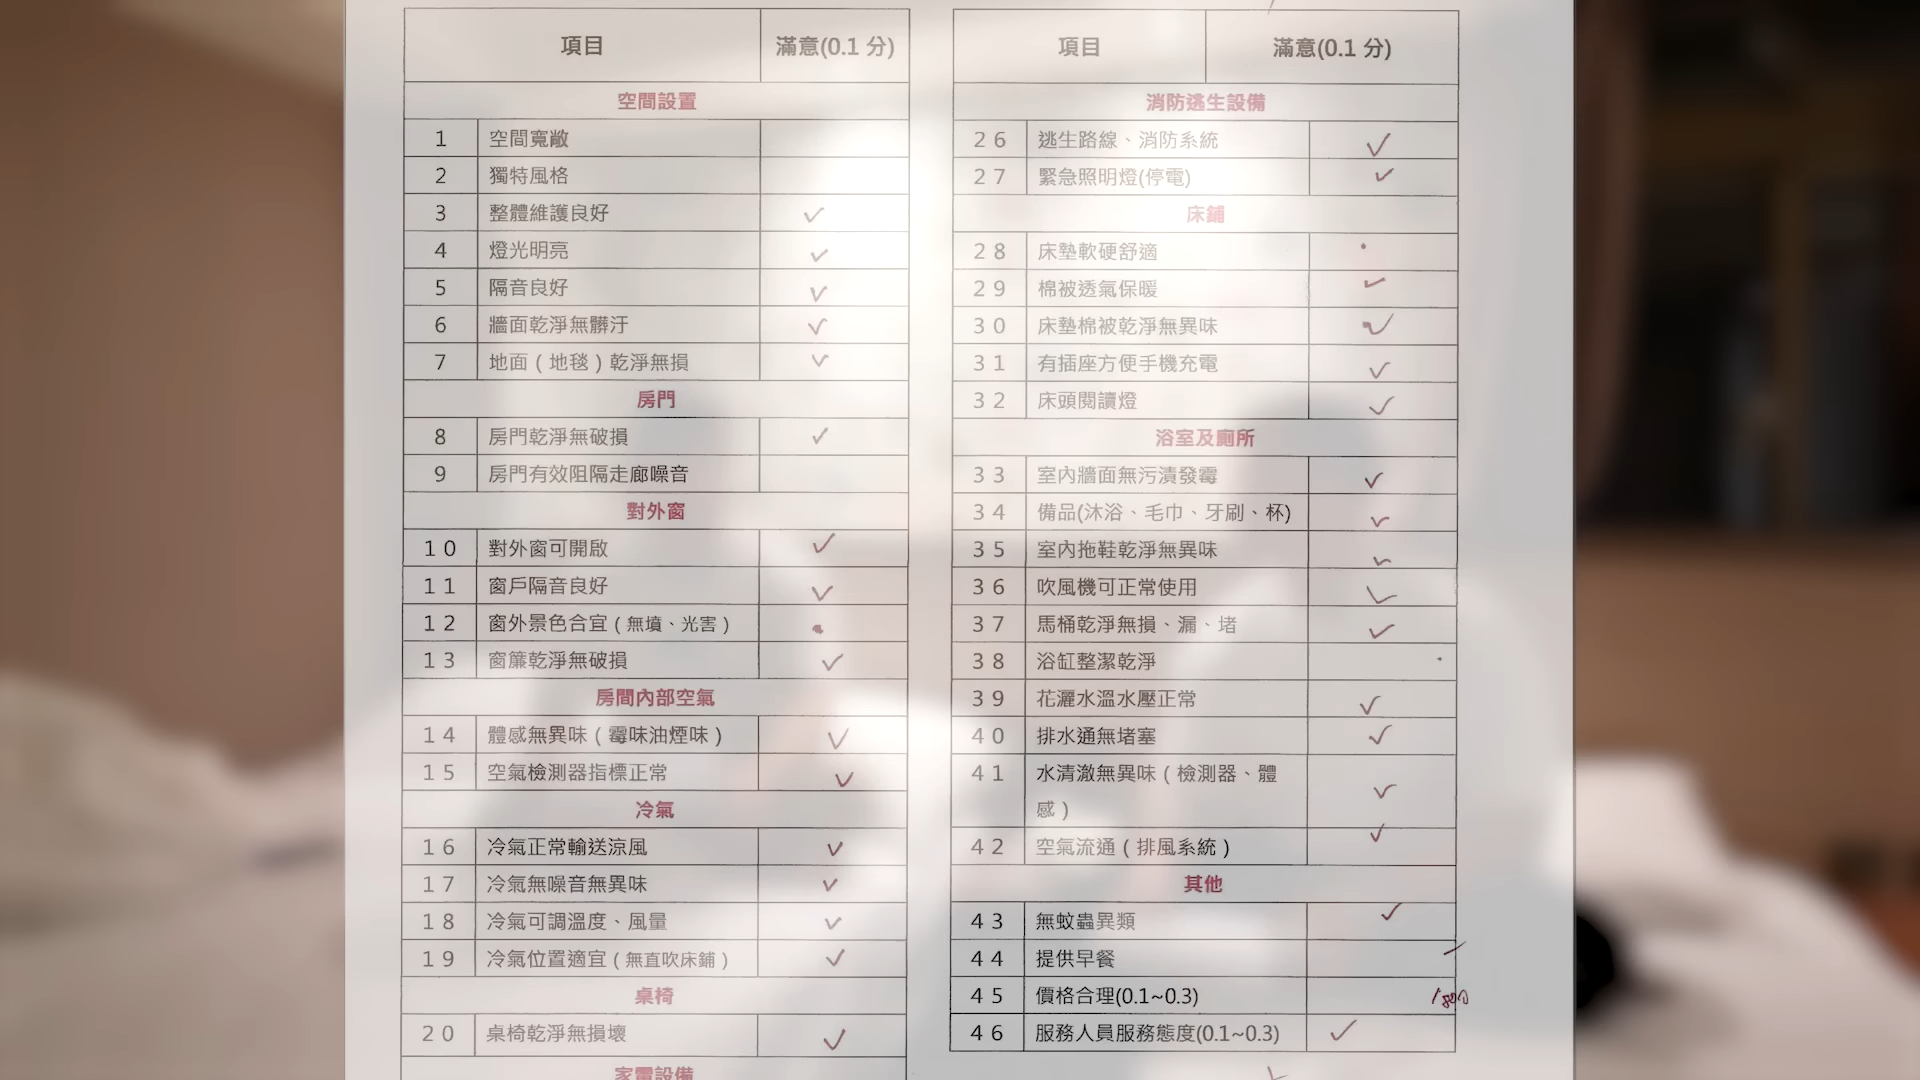 項目 滿意(0.1 分)
空間設置
1 空間寬敞
2 獨特風格
3 整體維護良好 ✓
4 燈光明亮 ✓
5 隔音良好 ✓
6 牆面乾淨無髒汙 ✓
7 地面（地毯）乾淨無損 ✓
房門
8 房門乾淨無破損 ✓
9 房門有效阻隔走廊噪音
對外窗
10 對外窗可開啟 ✓
11 窗戶隔音良好 ✓
12 窗外景色合宜（無墳、光害）
13 窗簾乾淨無破損 ✓
房間內部空氣
14 體感無異味（霉味油煙味） ✓
15 空氣檢測器指標正常 ✓
冷氣
16 冷氣正常輸送涼風 ✓
17 冷氣無噪音無異味 ✓
18 冷氣可調溫度、風量 ✓
19 冷氣位置適宜（無直吹床鋪） ✓
桌椅
20 桌椅乾淨無損壞 ✓
家電設備
項目 滿意(0.1 分)
消防逃生設備
26 逃生路線、消防系統 ✓
27 緊急照明燈(停電) ✓
床鋪
28 床墊軟硬舒適
29 棉被透氣保暖 ✓
30 床墊棉被乾淨無異味 ✓
31 有插座方便手機充電 ✓
32 床頭閱讀燈 ✓
浴室及廁所
33 室內牆面無污漬發霉 ✓
34 備品(沐浴、毛巾、牙刷、杯) ✓
35 室內拖鞋乾淨無異味 ✓
36 吹風機可正常使用 ✓
37 馬桶乾淨無損、漏、堵 ✓
38 浴缸整潔乾淨
39 花灑水溫水壓正常 ✓
40 排水通無堵塞 ✓
41 水清澈無異味（檢測器、體
感）✓
42 空氣流通（排風系統） ✓
其他
43 無蚊蟲異類 ✓
44 提供早餐
45 價格合理(0.1~0.3) 1800
46 服務人員服務態度(0.1~0.3) ✓